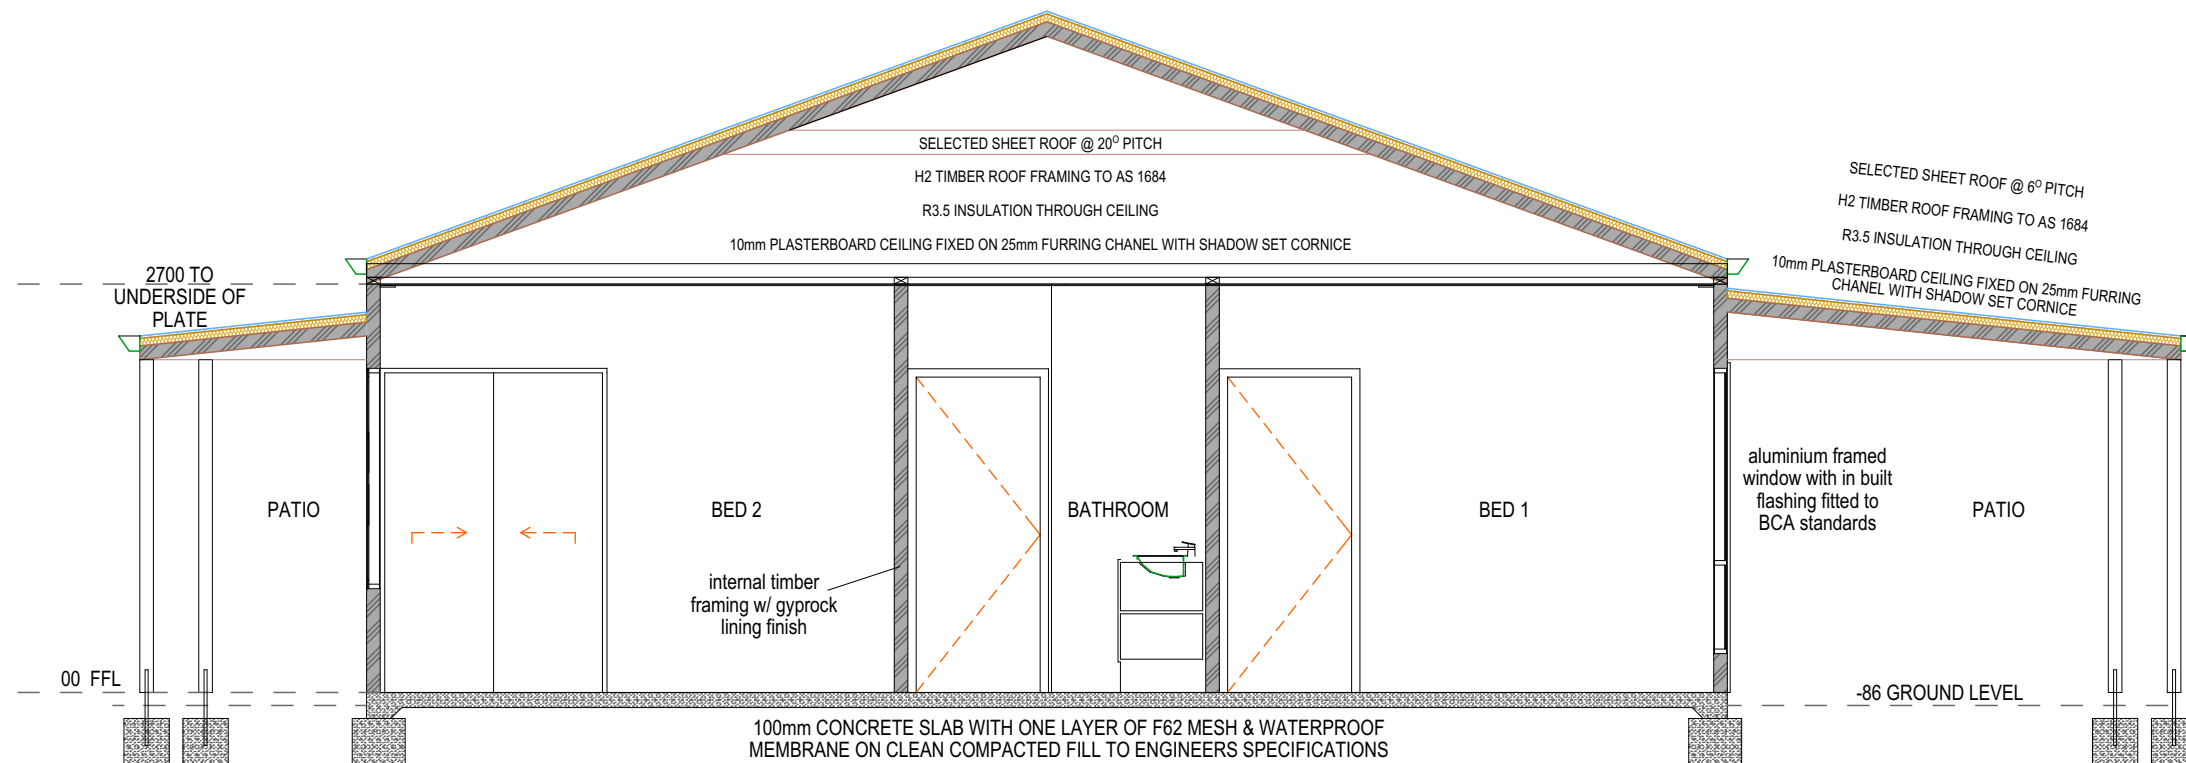 SELECTED SHEET ROOF @ 20⁰ PITCH
H2 TIMBER ROOF FRAMING TO AS 1684
R3.5 INSULATION THROUGH CEILING
10mm PLASTERBOARD CEILING FIXED ON 25mm FURRING CHANEL WITH SHADOW SET CORNICE
SELECTED SHEET ROOF @ 6⁰ PITCH
H2 TIMBER ROOF FRAMING TO AS 1684
R3.5 INSULATION THROUGH CEILING
10mm PLASTERBOARD CEILING FIXED ON 25mm FURRING
CHANEL WITH SHADOW SET CORNICE
2700 TO
UNDERSIDE OF
PLATE
PATIO
BED 2
BATHROOM
BED 1
aluminium framed
window with in built
flashing fitted to
BCA standards
PATIO
internal timber
framing w/ gyprock
lining finish
00 FFL
-86 GROUND LEVEL
100mm CONCRETE SLAB WITH ONE LAYER OF F62 MESH & WATERPROOF
MEMBRANE ON CLEAN COMPACTED FILL TO ENGINEERS SPECIFICATIONS